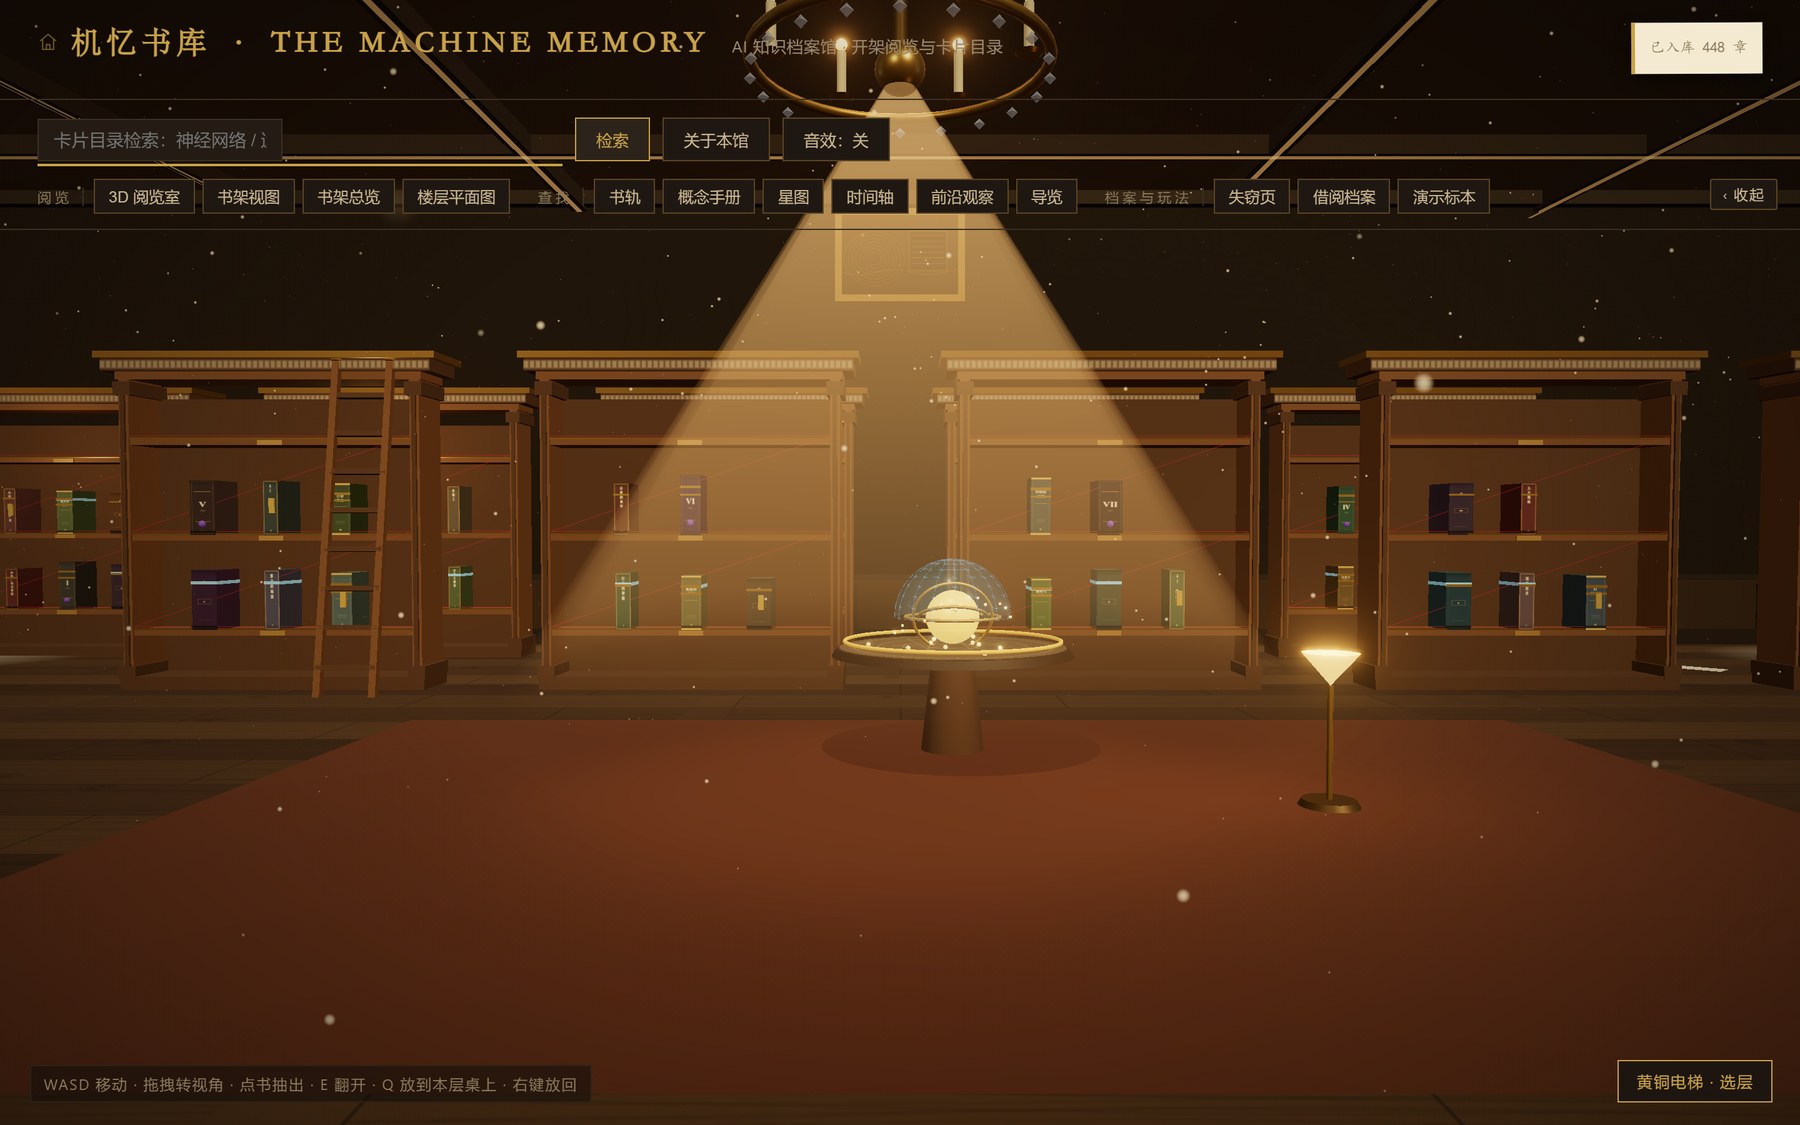 机忆书库 · THE MACHINE MEMORY AI 知识档案馆 · 开架阅览与卡片目录
已入库 448 章
卡片目录检索：神经网络 / 检索 关于本馆 音效：关
阅览 3D 阅览室 书架视图 书架总览 楼层平面图 查找 书轨 概念手册 星图 时间轴 前沿观察 导览 档案与玩法 失窃页 借阅档案 演示标本 ‹ 收起
V VI VII IV
WASD 移动 · 拖拽转视角 · 点书抽出 · E 翻开 · Q 放到本层桌上 · 右键放回
黄铜电梯 · 选层